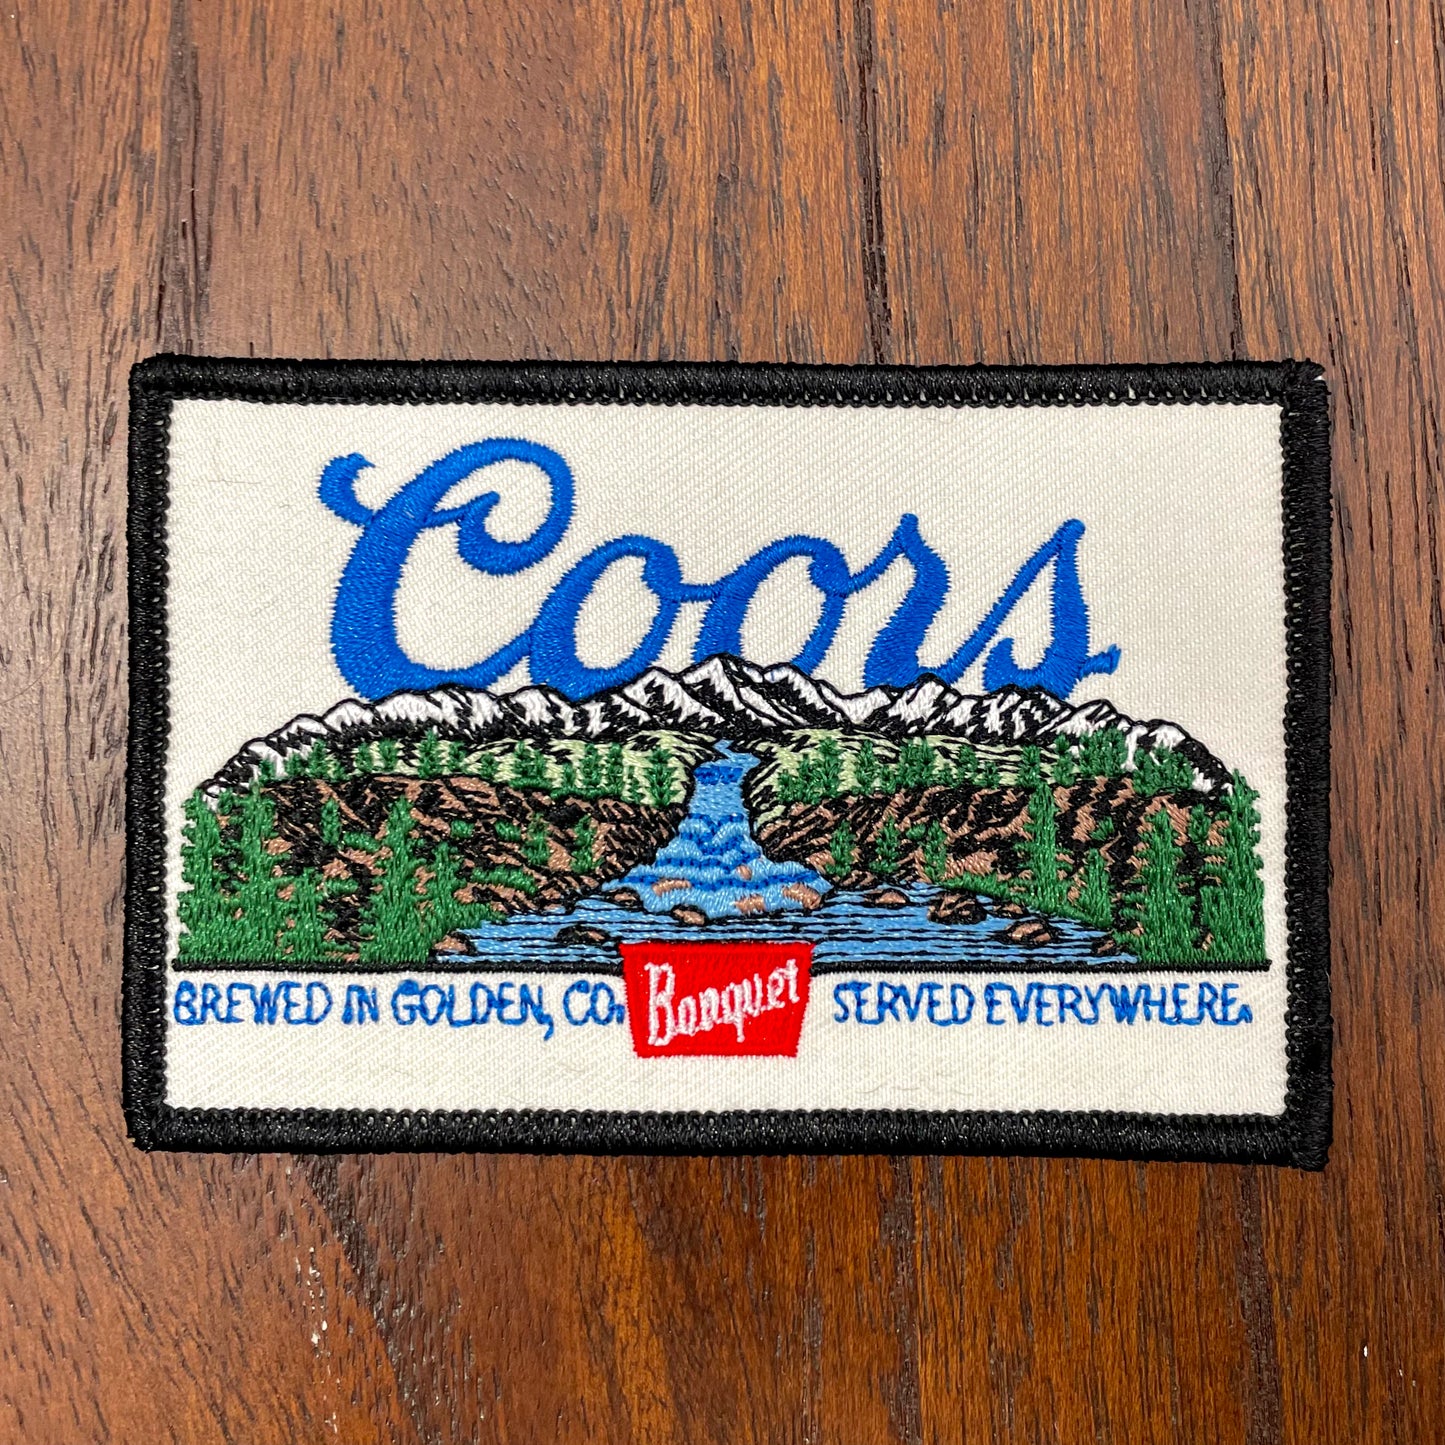 Coors
BREWED IN GOLDEN, CO. Banquet SERVED EVERYWHERE.